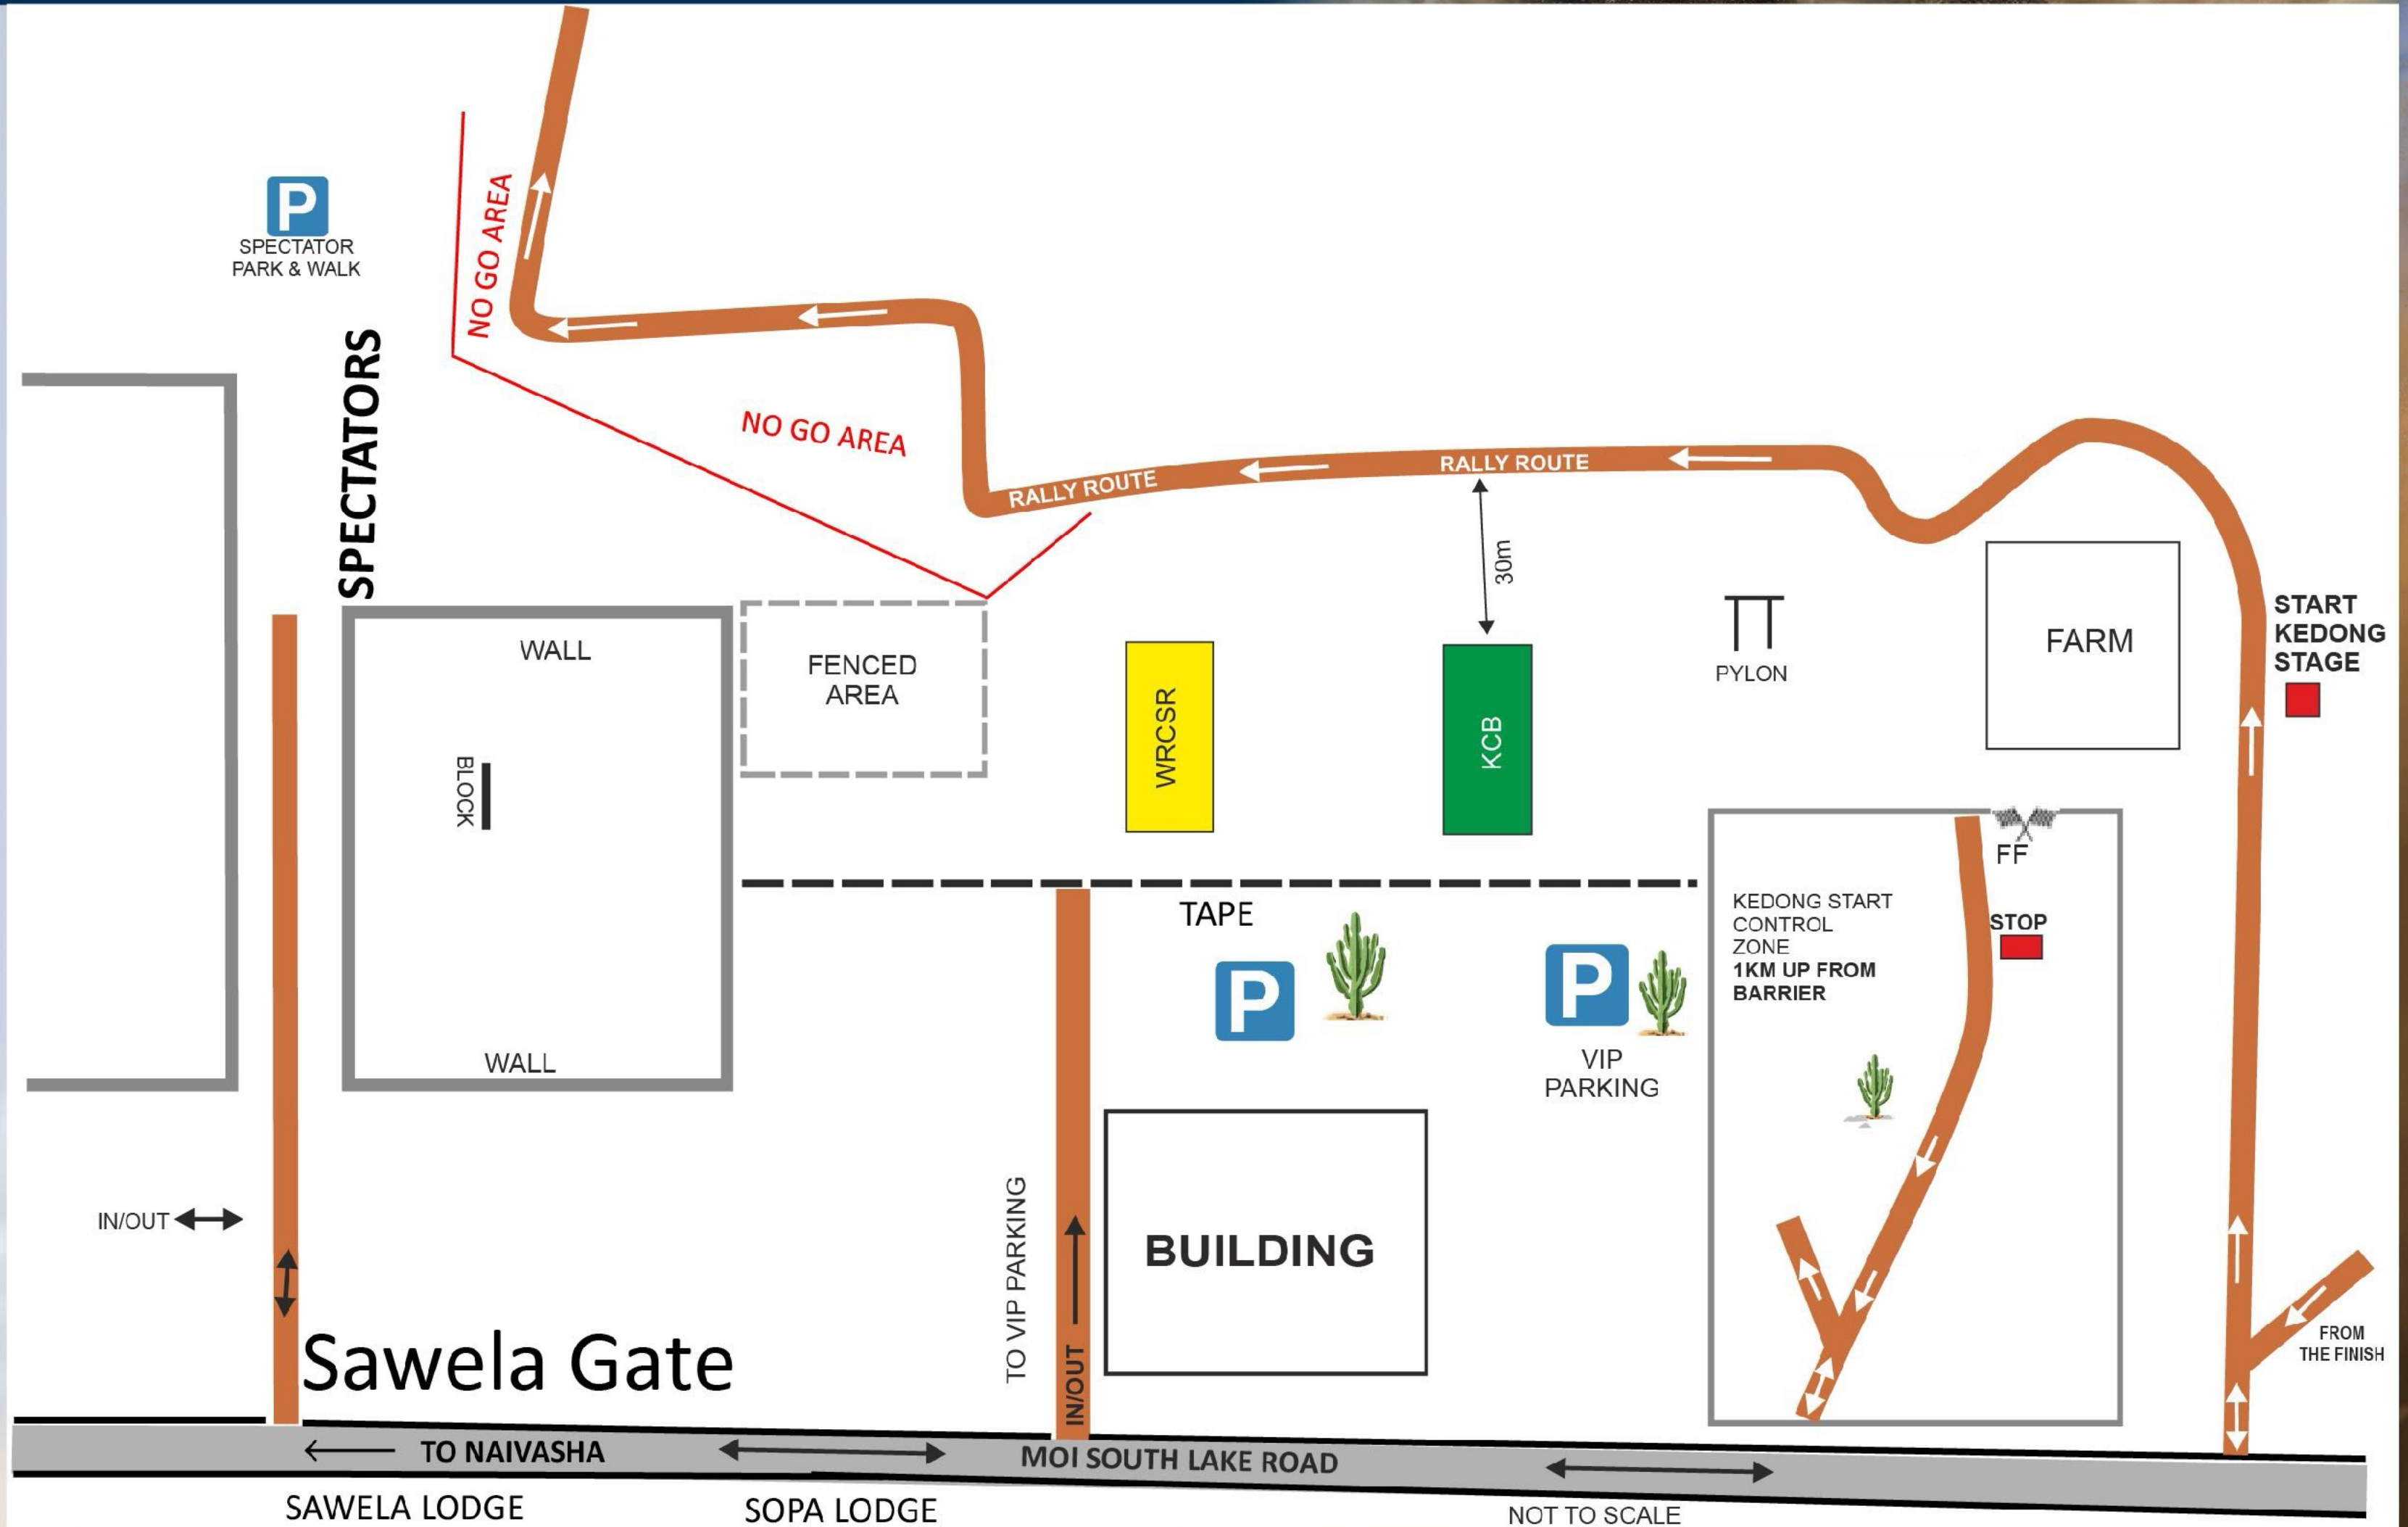 P
SPECTATOR
PARK & WALK
NO GO AREA
SPECTATORS
NO GO AREA
RALLY ROUTE
RALLY ROUTE
30m
START
KEDONG
STAGE
WALL
FENCED
AREA
WRCSR
KCB
PYLON
FARM
BLOCK
FF
TAPE
KEDONG START
CONTROL
ZONE
1KM UP FROM
BARRIER
STOP
P
P
VIP
PARKING
WALL
IN/OUT
TO VIP PARKING
IN/OUT
BUILDING
FROM
THE FINISH
Sawela Gate
TO NAIVASHA
MOI SOUTH LAKE ROAD
SAWELA LODGE
SOPA LODGE
NOT TO SCALE